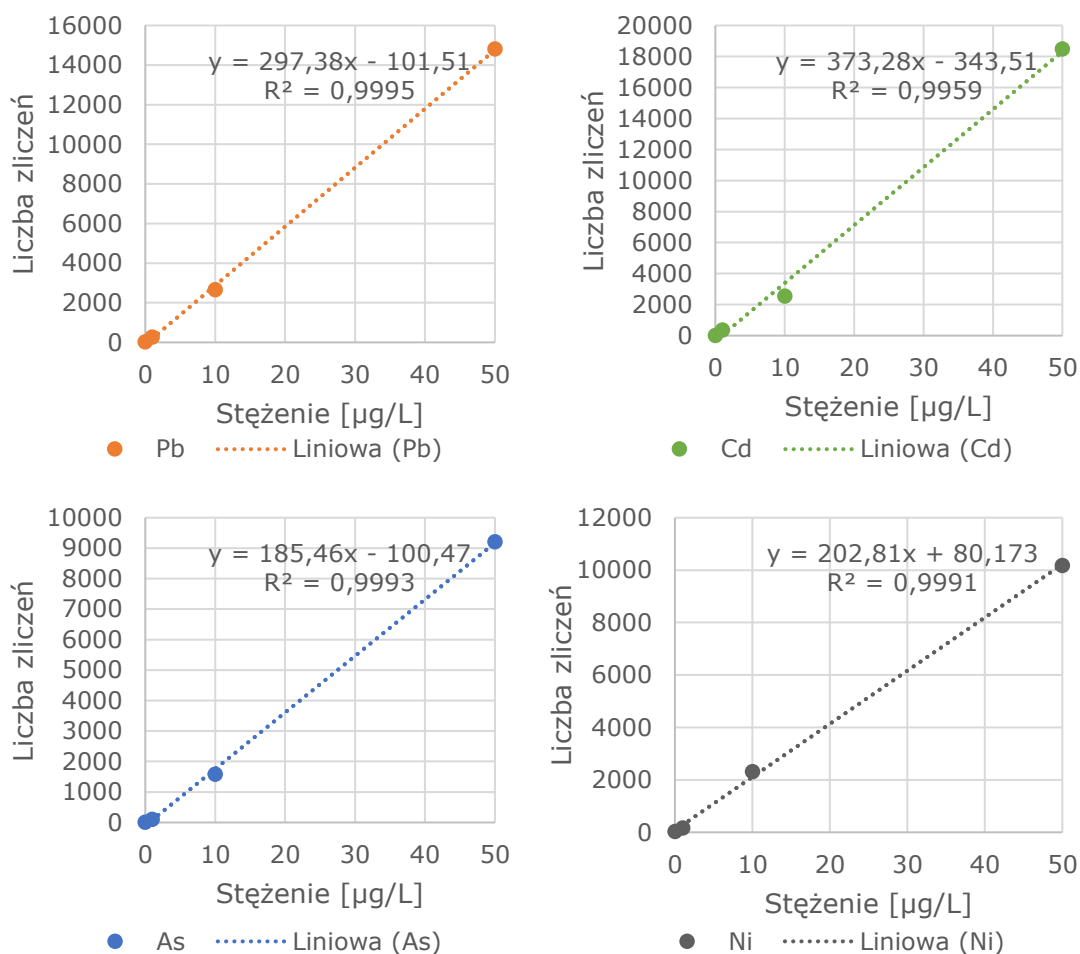 16000
14000
12000
10000
8000
6000
4000
2000
0
0 10 20 30 40 50
Liczba zliczeń
Stężenie [µg/L]
y = 297,38x - 101,51
R² = 0,9995
Pb Liniowa (Pb)
20000
18000
16000
14000
12000
10000
8000
6000
4000
2000
0
0 10 20 30 40 50
Liczba zliczeń
Stężenie [µg/L]
y = 373,28x - 343,51
R² = 0,9959
Cd Liniowa (Cd)
10000
9000
8000
7000
6000
5000
4000
3000
2000
1000
0
0 10 20 30 40 50
Liczba zliczeń
Stężenie [µg/L]
y = 185,46x - 100,47
R² = 0,9993
As Liniowa (As)
12000
10000
8000
6000
4000
2000
0
0 10 20 30 40 50
Liczba zliczeń
Stężenie [µg/L]
y = 202,81x + 80,173
R² = 0,9991
Ni Liniowa (Ni)